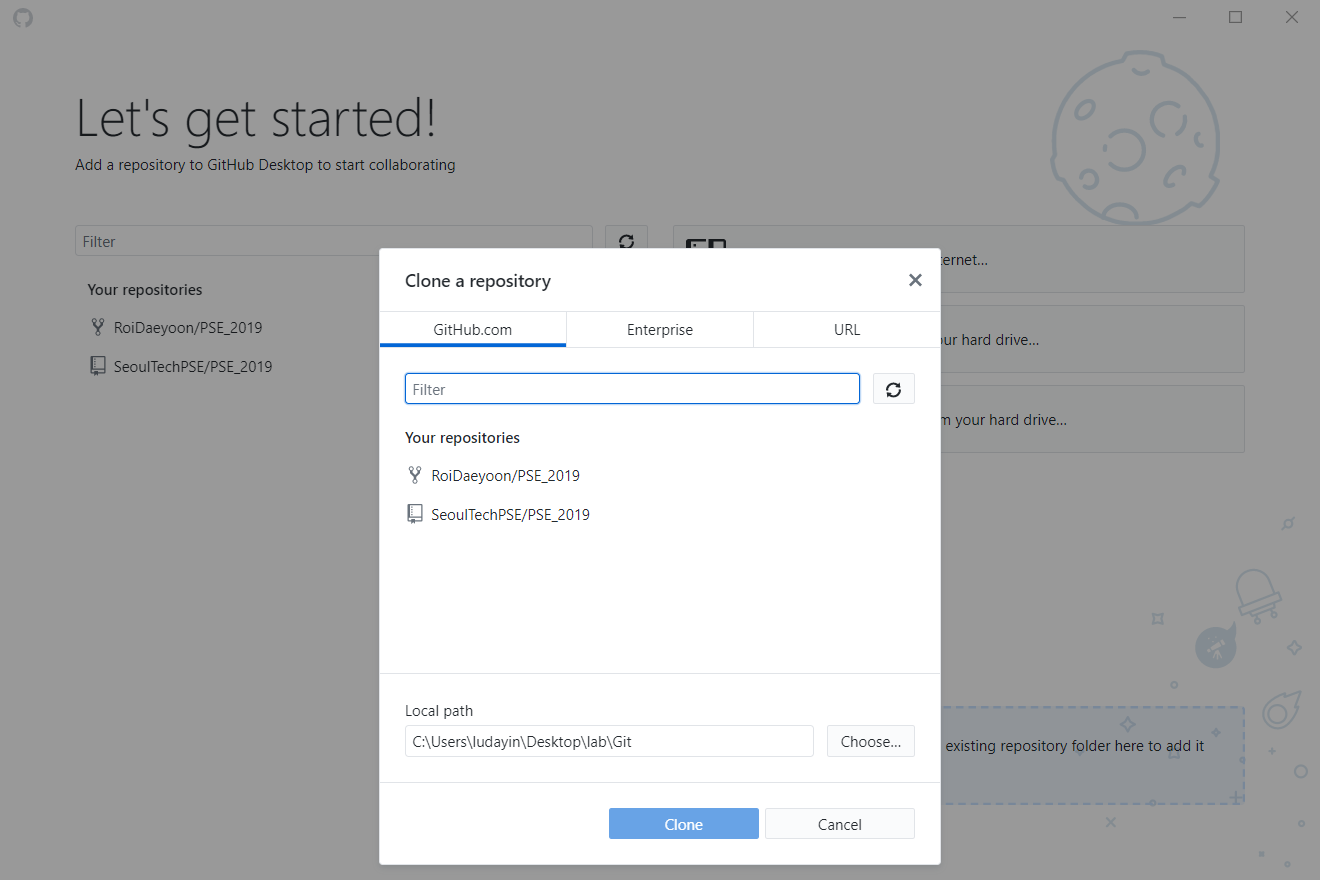 Let's get started!
Add a repository to GitHub Desktop to start collaborating
Filter
Your repositories
RoiDaeyoon/PSE_2019
SeoulTechPSE/PSE_2019
ternet...
our hard drive...
m your hard drive...
existing repository folder here to add it
Clone a repository
GitHub.com
Enterprise
URL
Filter
Your repositories
RoiDaeyoon/PSE_2019
SeoulTechPSE/PSE_2019
Local path
C:\Users\ludayin\Desktop\lab\Git
Choose...
Clone
Cancel